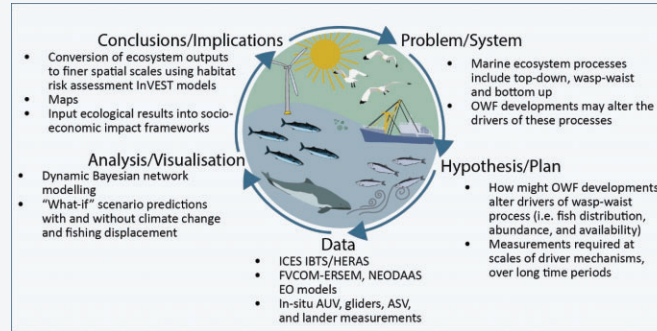 Conclusions/Implications
• Conversion of ecosystem outputs
to finer spatial scales using habitat
risk assessment InVEST models
• Maps
• Input ecological results into socio-
economic impact frameworks
Problem/System
• Marine ecosystem processes
include top-down, wasp-waist
and bottom up
• OWF developments may alter the
drivers of these processes
Analysis/Visualisation
• Dynamic Bayesian network
modelling
• "What-if" scenario predictions
with and without climate change
and fishing displacement
Hypothesis/Plan
• How might OWF developments
alter drivers of wasp-waist
process (i.e. fish distribution,
abundance, and availability)
• Measurements required at
scales of driver mechanisms,
over long time periods
Data
• ICES IBTS/HERAS
• FVCOM-ERSEM, NEODAAS
EO models
• In-situ AUV, gliders, ASV,
and lander measurements